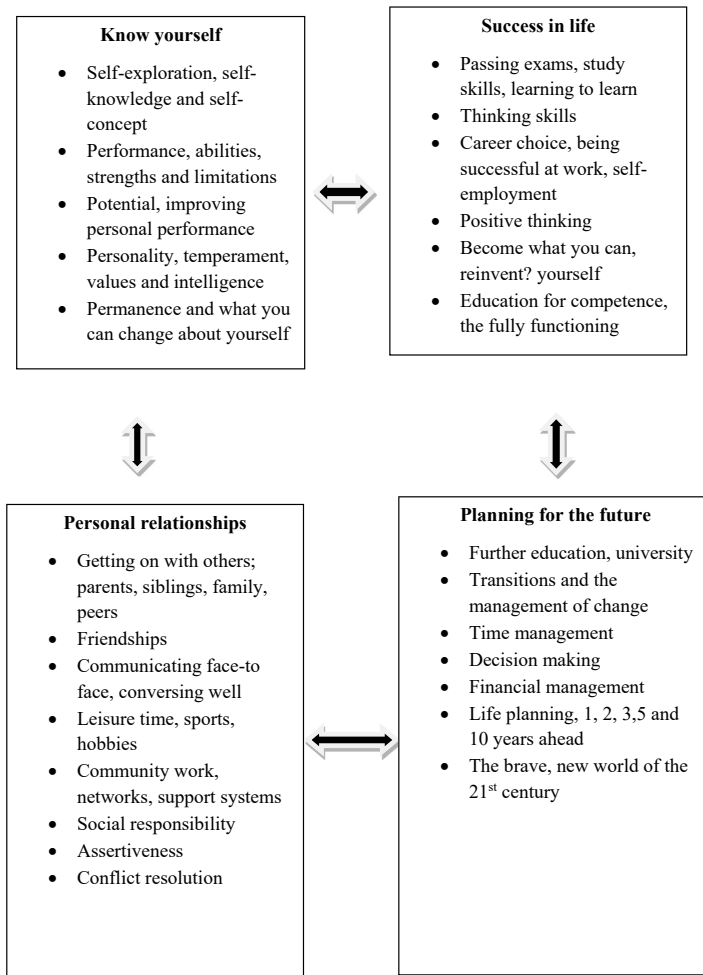 Know yourself
• Self-exploration, self-
knowledge and self-
concept
• Performance, abilities,
strengths and limitations
• Potential, improving
personal performance
• Personality, temperament,
values and intelligence
• Permanence and what you
can change about yourself
Success in life
• Passing exams, study
skills, learning to learn
• Thinking skills
• Career choice, being
successful at work, self-
employment
• Positive thinking
• Become what you can,
reinvent? yourself
• Education for competence,
the fully functioning
Personal relationships
• Getting on with others;
parents, siblings, family,
peers
• Friendships
• Communicating face-to
face, conversing well
• Leisure time, sports,
hobbies
• Community work,
networks, support systems
• Social responsibility
• Assertiveness
• Conflict resolution
Planning for the future
• Further education, university
• Transitions and the
management of change
• Time management
• Decision making
• Financial management
• Life planning, 1, 2, 3,5 and
10 years ahead
• The brave, new world of the
21st century